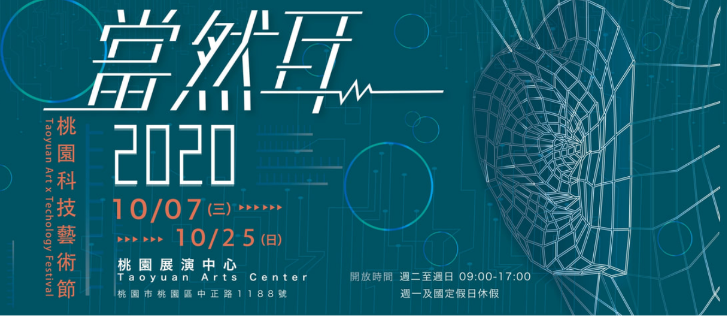 當然耳
2020
桃園科技藝術節
Taoyuan Art x Techology Festival
10/07 (三)
10/25 (日)
桃園展演中心
Taoyuan Arts Center
桃園市桃園區中正路1188號
開放時間 週二至週日 09:00-17:00
週一及國定假日休假